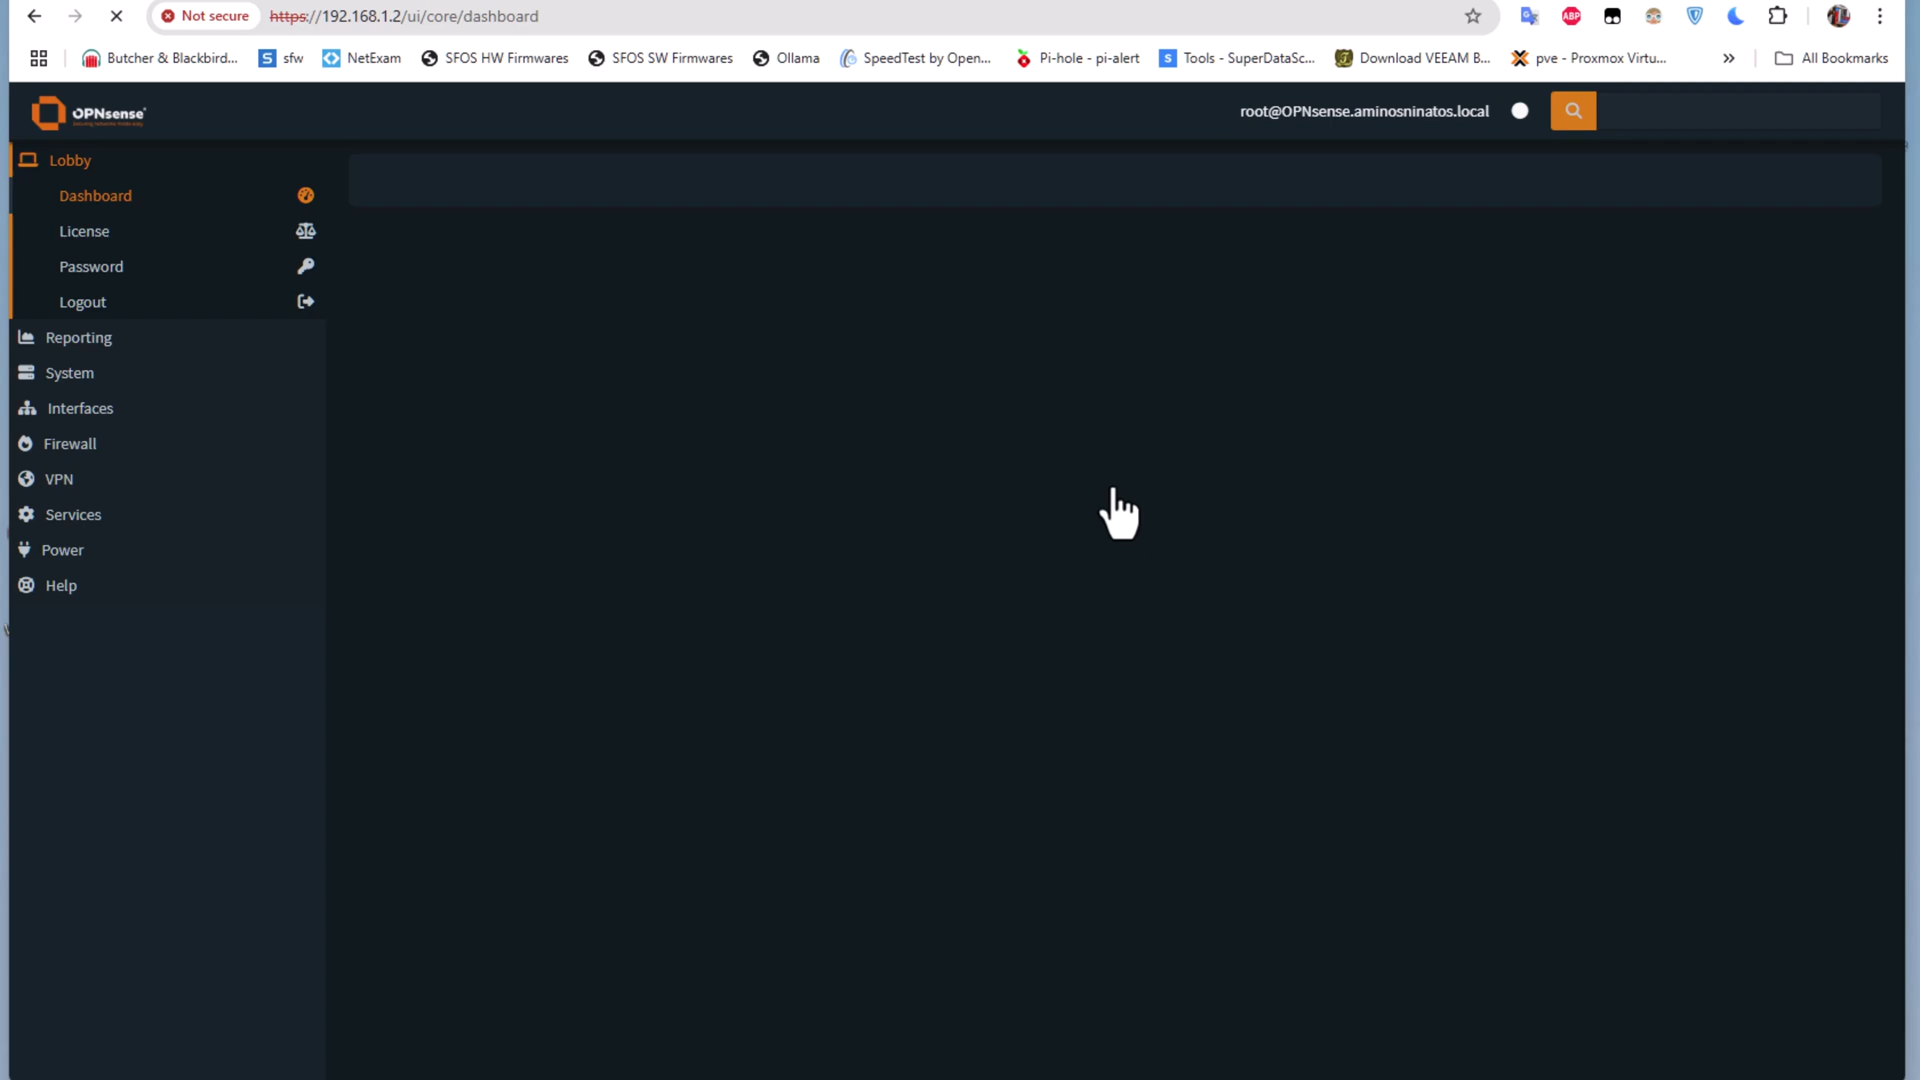 Not secure https://192.168.1.2/ui/core/dashboard
Butcher & Blackbird... sfw NetExam SFOS HW Firmwares SFOS SW Firmwares Ollama SpeedTest by Open... Pi-hole - pi-alert Tools - SuperDataSc... Download VEEAM B... pve - Proxmox Virtu... » All Bookmarks
OPNsense® root@OPNsense.aminosninatos.local
Lobby
Dashboard
License
Password
Logout
Reporting
System
Interfaces
Firewall
VPN
Services
Power
Help